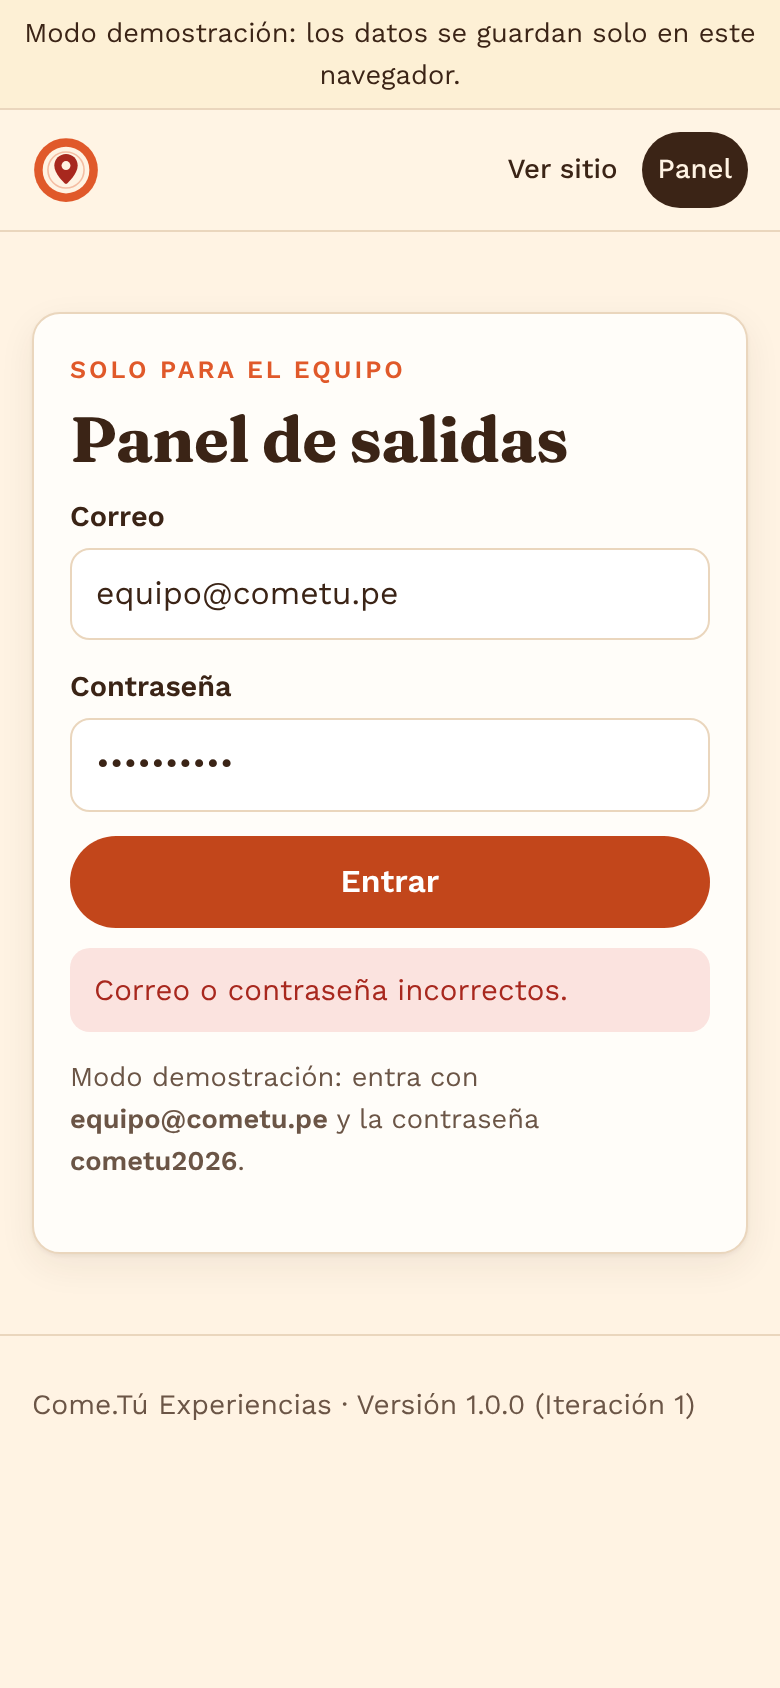 Modo demostración: los datos se guardan solo en este
navegador.
Ver sitio
Panel
SOLO PARA EL EQUIPO
Panel de salidas
Correo
equipo@cometu.pe
Contraseña
••••••••••
Entrar
Correo o contraseña incorrectos.
Modo demostración: entra con
equipo@cometu.pe y la contraseña
cometu2026.
Come.Tú Experiencias · Versión 1.0.0 (Iteración 1)